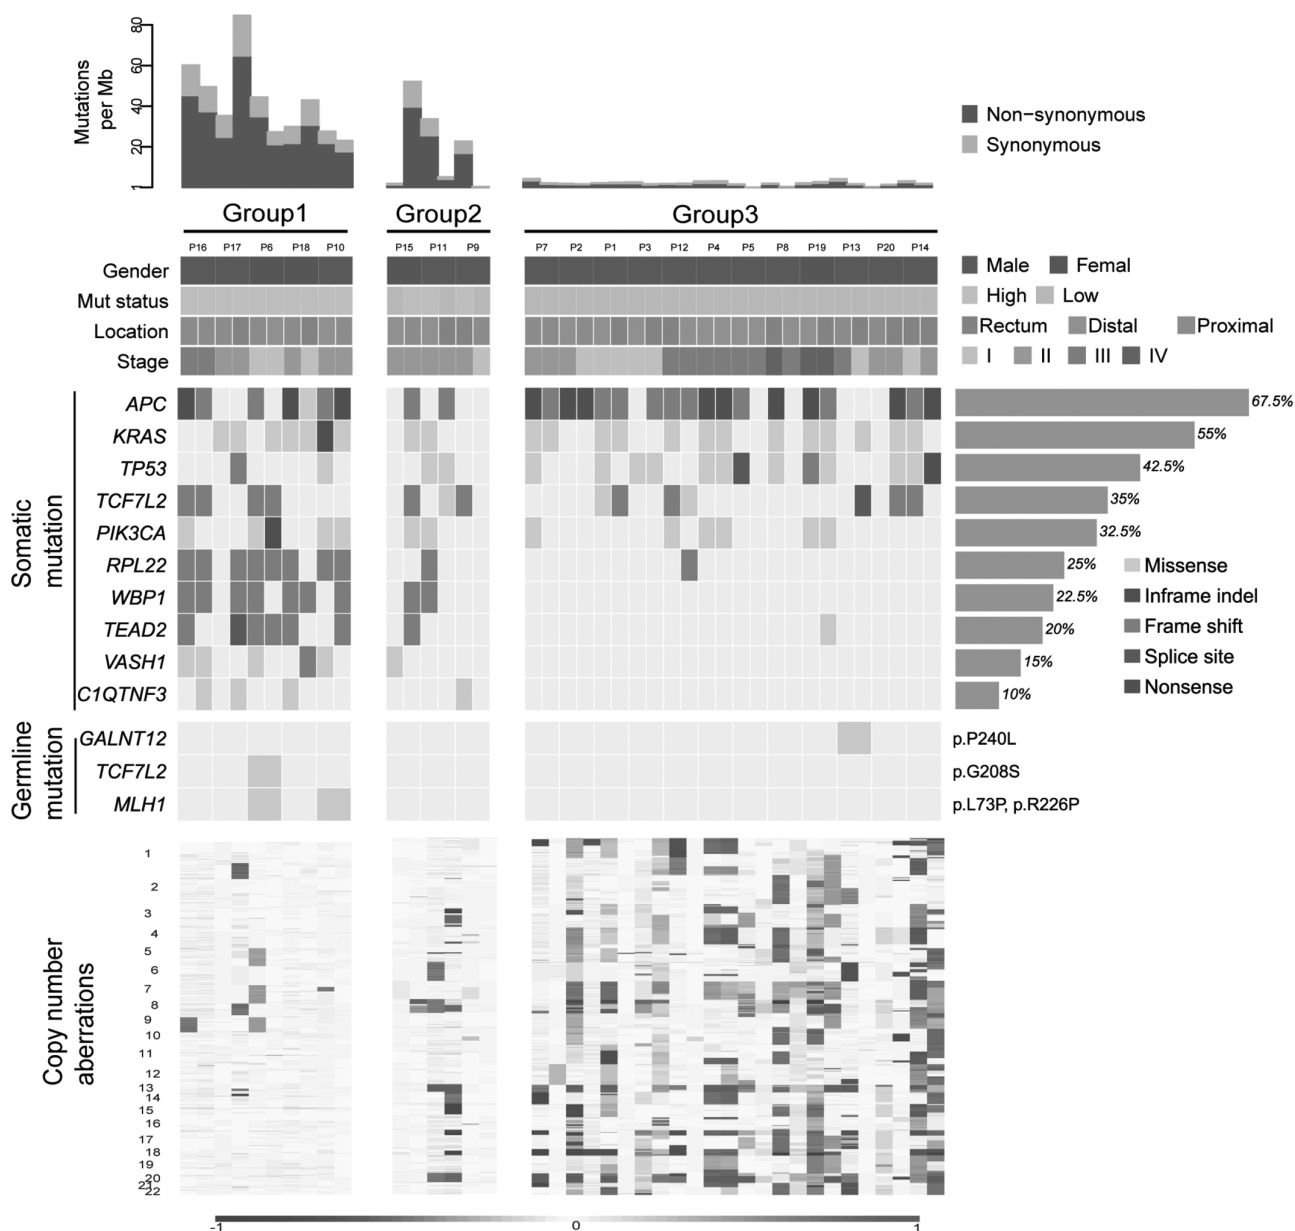 80
60
40
20
1
Mutations
per Mb
Non-synonymous
Synonymous
Group1
Group2
Group3
P16 P17 P6 P18 P10
P15 P11 P9
P7 P2 P1 P3 P12 P4 P5 P8 P19 P13 P20 P14
Gender
Male Femal
Mut status
High Low
Location
Rectum Distal Proximal
Stage
I II III IV
Somatic
mutation
APC 67.5%
KRAS 55%
TP53 42.5%
TCF7L2 35%
PIK3CA 32.5%
RPL22 25%
WBP1 22.5%
TEAD2 20%
VASH1 15%
C1QTNF3 10%
Missense
Inframe indel
Frame shift
Splice site
Nonsense
Germline
mutation
GALNT12 p.P240L
TCF7L2 p.G208S
MLH1 p.L73P, p.R226P
Copy number
aberrations
1
2
3
4
5
6
7
8
9
10
11
12
13
14
15
16
17
18
19
20
21
22
-1 0 1